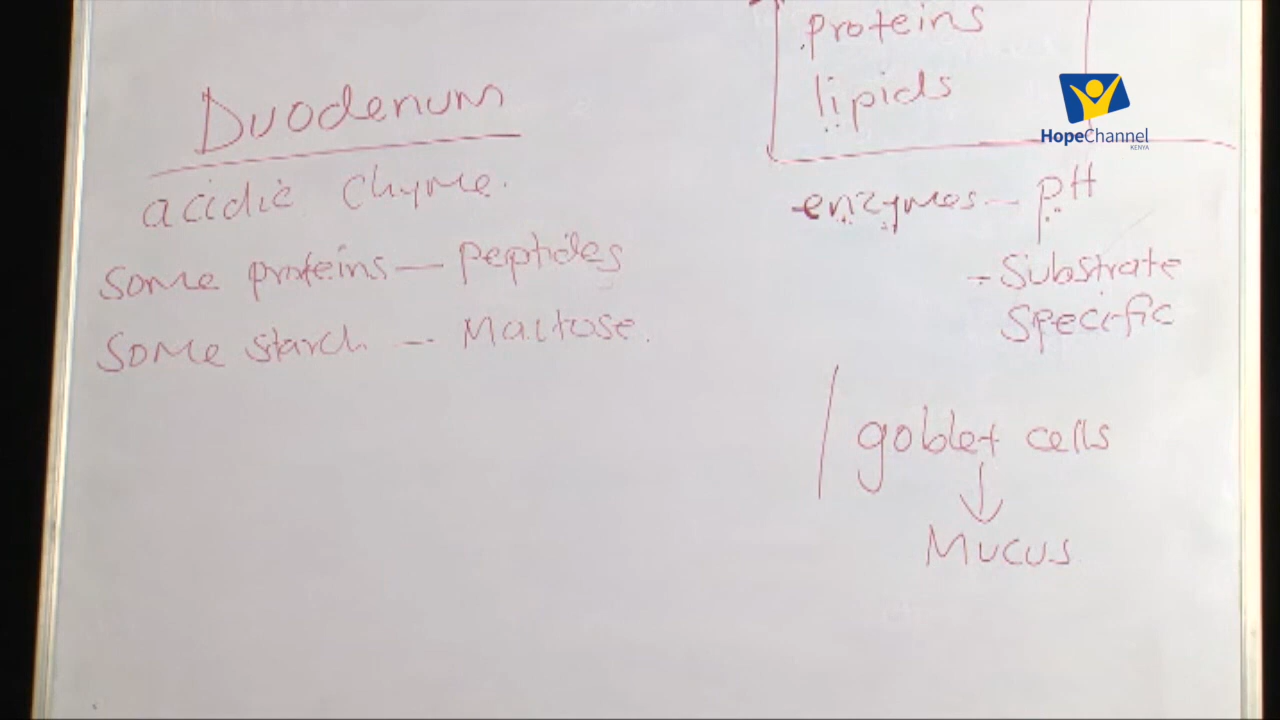 Duodenum
acidic Chyme.
Some proteins — Peptides
Some starch — Maltose.
proteins
lipids
HopeChannel
KENYA
enzymes — pH
- Substrate
Specific
goblet cells
Mucus